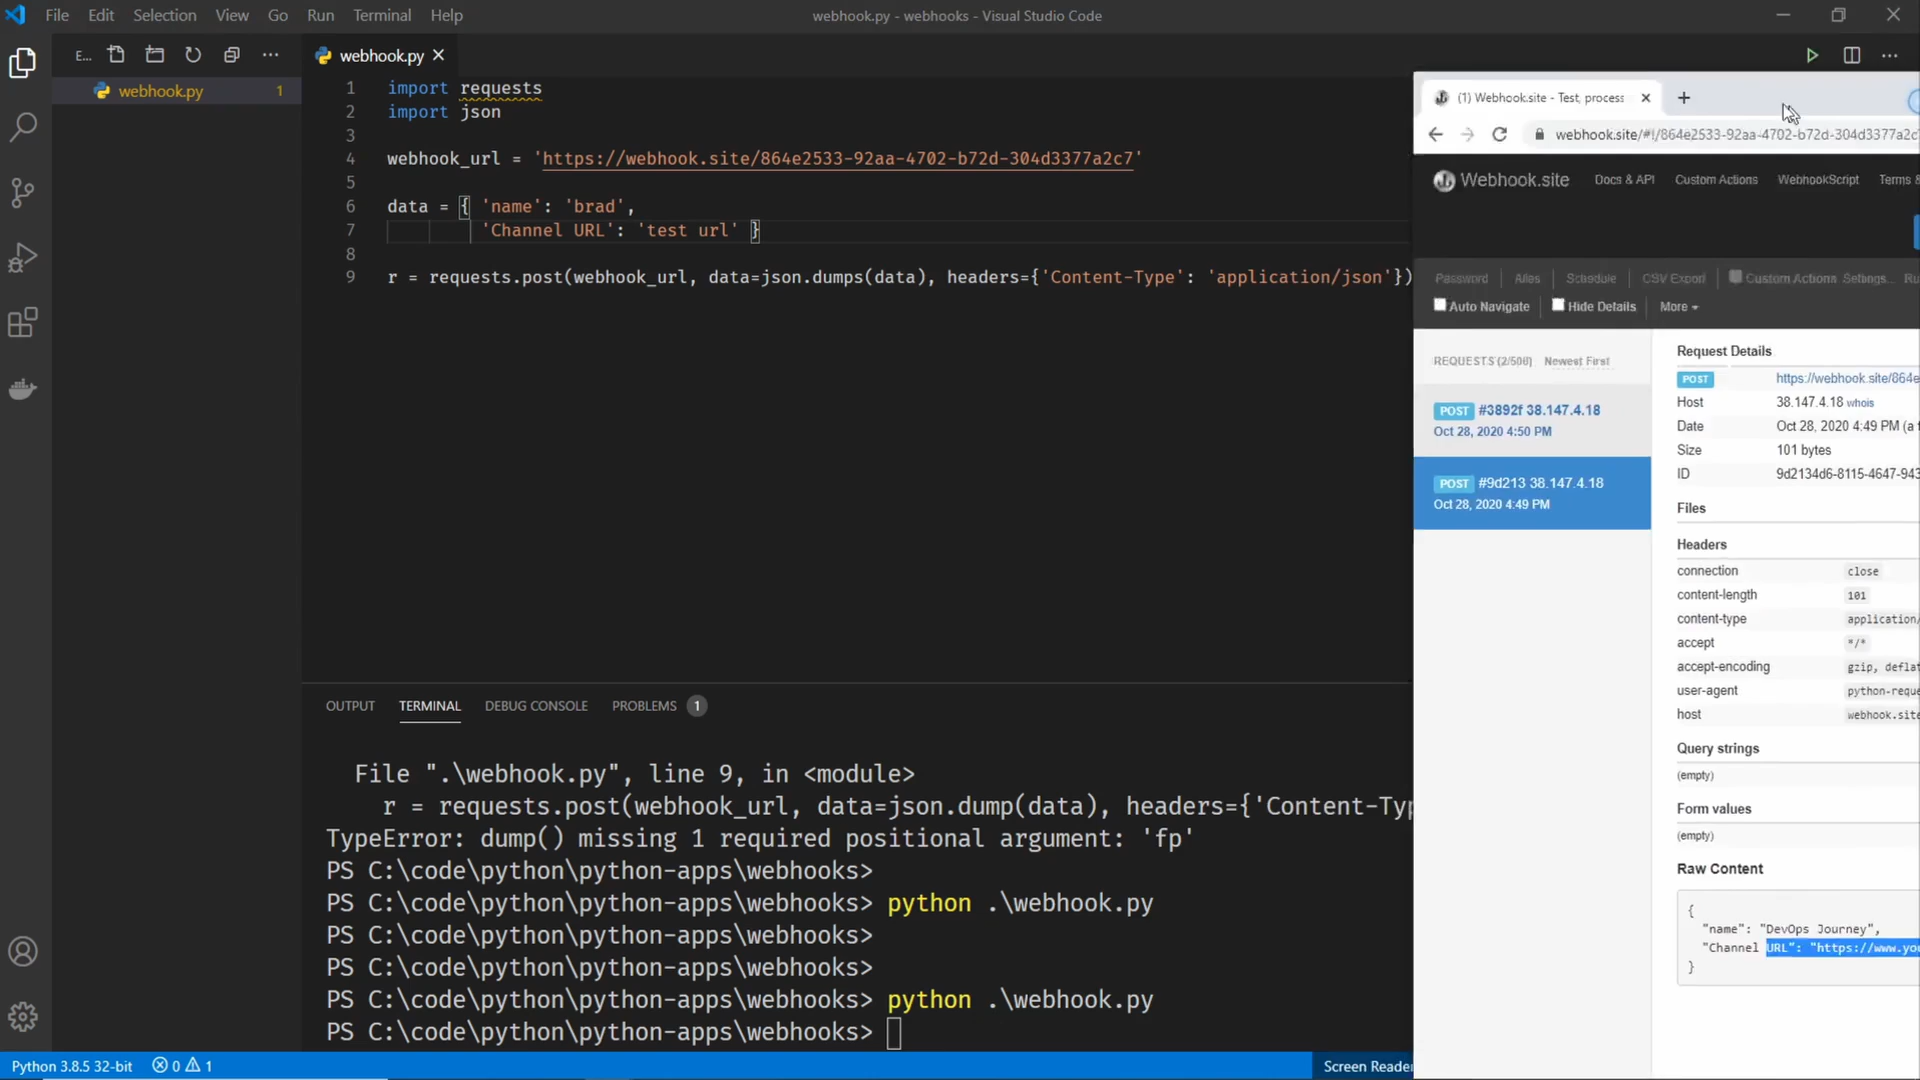 File Edit Selection View Go Run Terminal Help
webhook.py - webhooks - Visual Studio Code
E...
webhook.py 1
webhook.py
1 import requests
2 import json
3
4 webhook_url = 'https://webhook.site/864e2533-92aa-4702-b72d-304d3377a2c7'
5
6 data = { 'name': 'brad',
7 'Channel URL': 'test url' }
8
9 r = requests.post(webhook_url, data=json.dumps(data), headers={'Content-Type': 'application/json'})
OUTPUT TERMINAL DEBUG CONSOLE PROBLEMS 1
File ".\webhook.py", line 9, in <module>
r = requests.post(webhook_url, data=json.dump(data), headers={'Content-Typ
TypeError: dump() missing 1 required positional argument: 'fp'
PS C:\code\python\python-apps\webhooks>
PS C:\code\python\python-apps\webhooks> python .\webhook.py
PS C:\code\python\python-apps\webhooks>
PS C:\code\python\python-apps\webhooks>
PS C:\code\python\python-apps\webhooks> python .\webhook.py
PS C:\code\python\python-apps\webhooks>
Python 3.8.5 32-bit 0 1
Screen Reader
(1) Webhook.site - Test, process
webhook.site/#!/864e2533-92aa-4702-b72d-304d3377a2c
Webhook.site Docs & API Custom Actions WebhookScript Terms &
Password Alias Schedule CSV Export Custom Actions Settings... Ru
Auto Navigate Hide Details More
REQUESTS (2/500) Newest First
POST #3892f 38.147.4.18
Oct 28, 2020 4:50 PM
POST #9d213 38.147.4.18
Oct 28, 2020 4:49 PM
Request Details
POST https://webhook.site/864e
Host 38.147.4.18 whois
Date Oct 28, 2020 4:49 PM (a f
Size 101 bytes
ID 9d2134d6-8115-4647-943
Files
Headers
connection close
content-length 101
content-type application/
accept */*
accept-encoding gzip, deflat
user-agent python-reque
host webhook.site
Query strings
(empty)
Form values
(empty)
Raw Content
{
"name": "DevOps Journey",
"Channel URL": "https://www.you
}